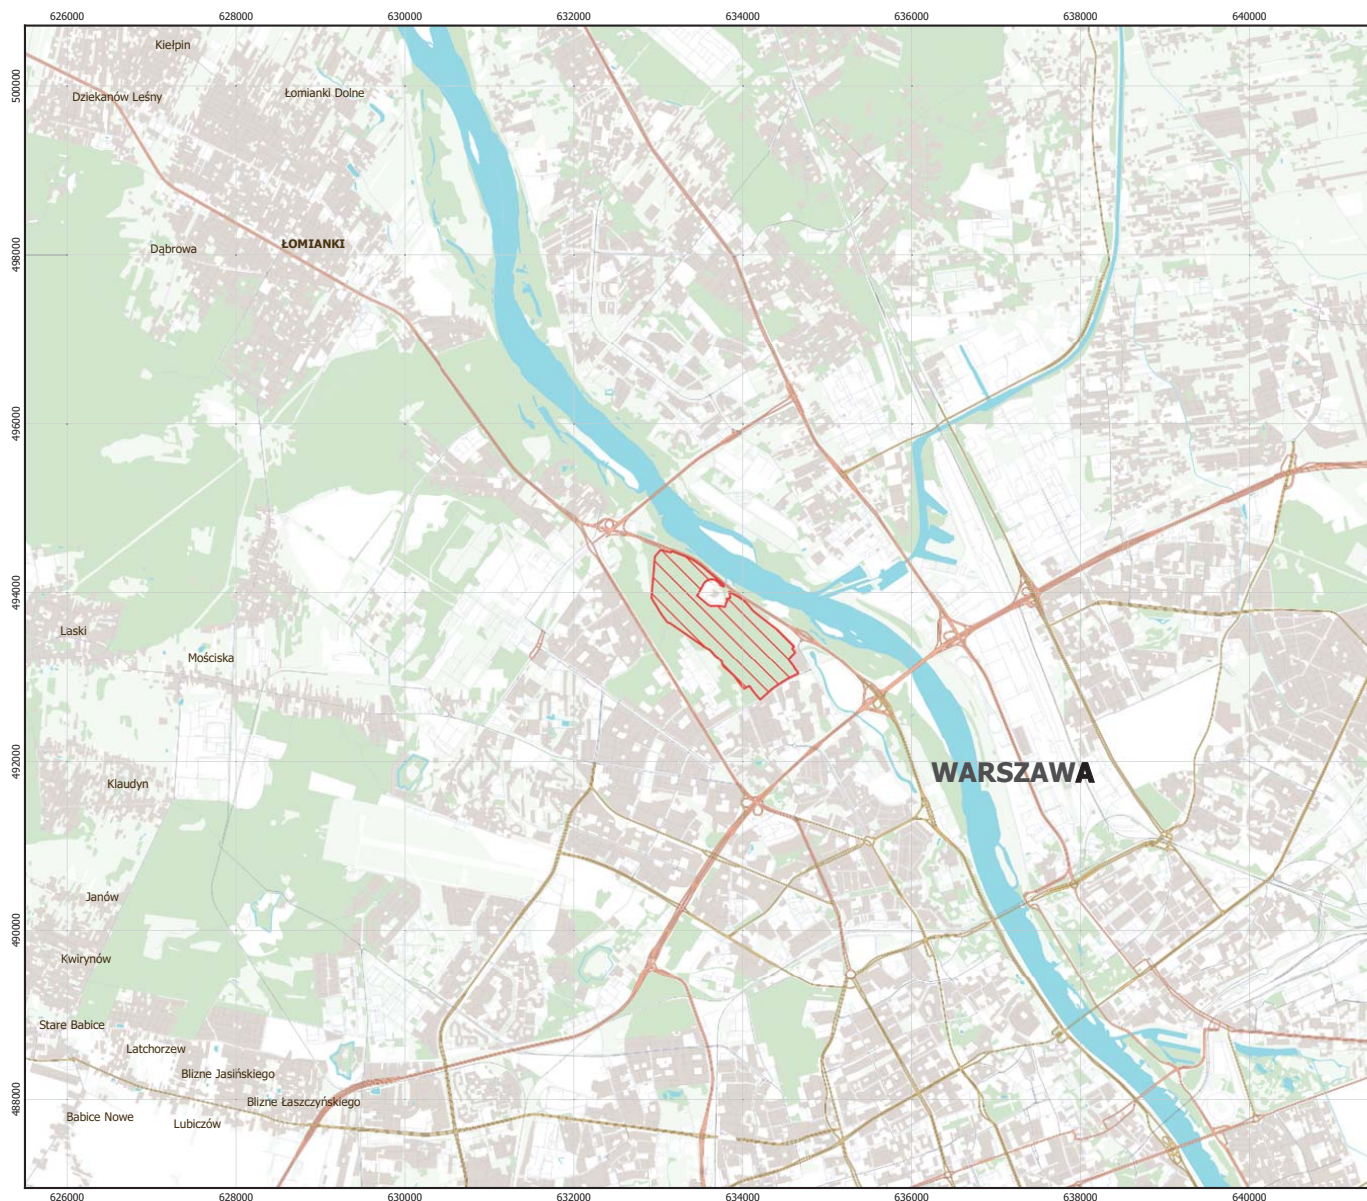 626000 628000 630000 632000 634000 636000 638000 640000
Kiełpin
500000
Dziekanów Leśny
Łomianki Dolne
Dąbrowa
ŁOMIANKI
498000
496000
494000
Laski
Mościska
492000
WARSZAWA
Klaudyn
Janów
490000
Kwirynów
Stare Babice
Latchorzew
Blizne Jasińskiego
488000
Blizne Łaszczyńskiego
Babice Nowe
Lubiczów
626000 628000 630000 632000 634000 636000 638000 640000